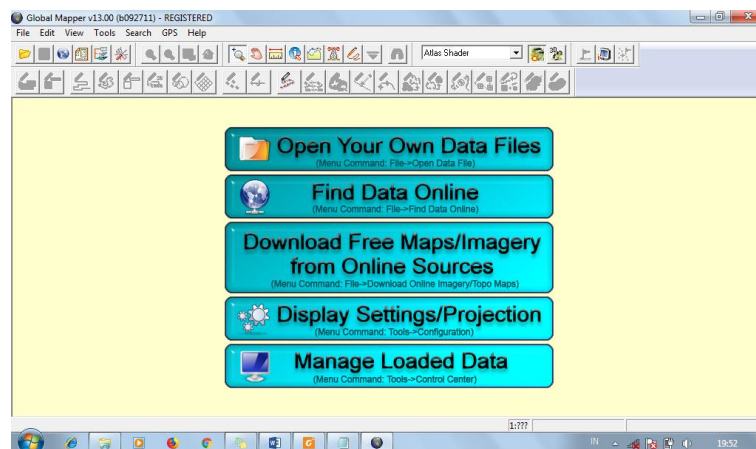 Global Mapper v13.00 (b092711) - REGISTERED
File Edit View Tools Search GPS Help
Atlas Shader
Open Your Own Data Files
(Menu Command: File->Open Data File)
Find Data Online
(Menu Command: File->Find Data Online)
Download Free Maps/Imagery
from Online Sources
(Menu Command: File->Download Online Imagery/Topo Maps)
Display Settings/Projection
(Menu Command: Tools->Configuration)
Manage Loaded Data
(Menu Command: Tools->Control Center)
1:???
IN 19:52